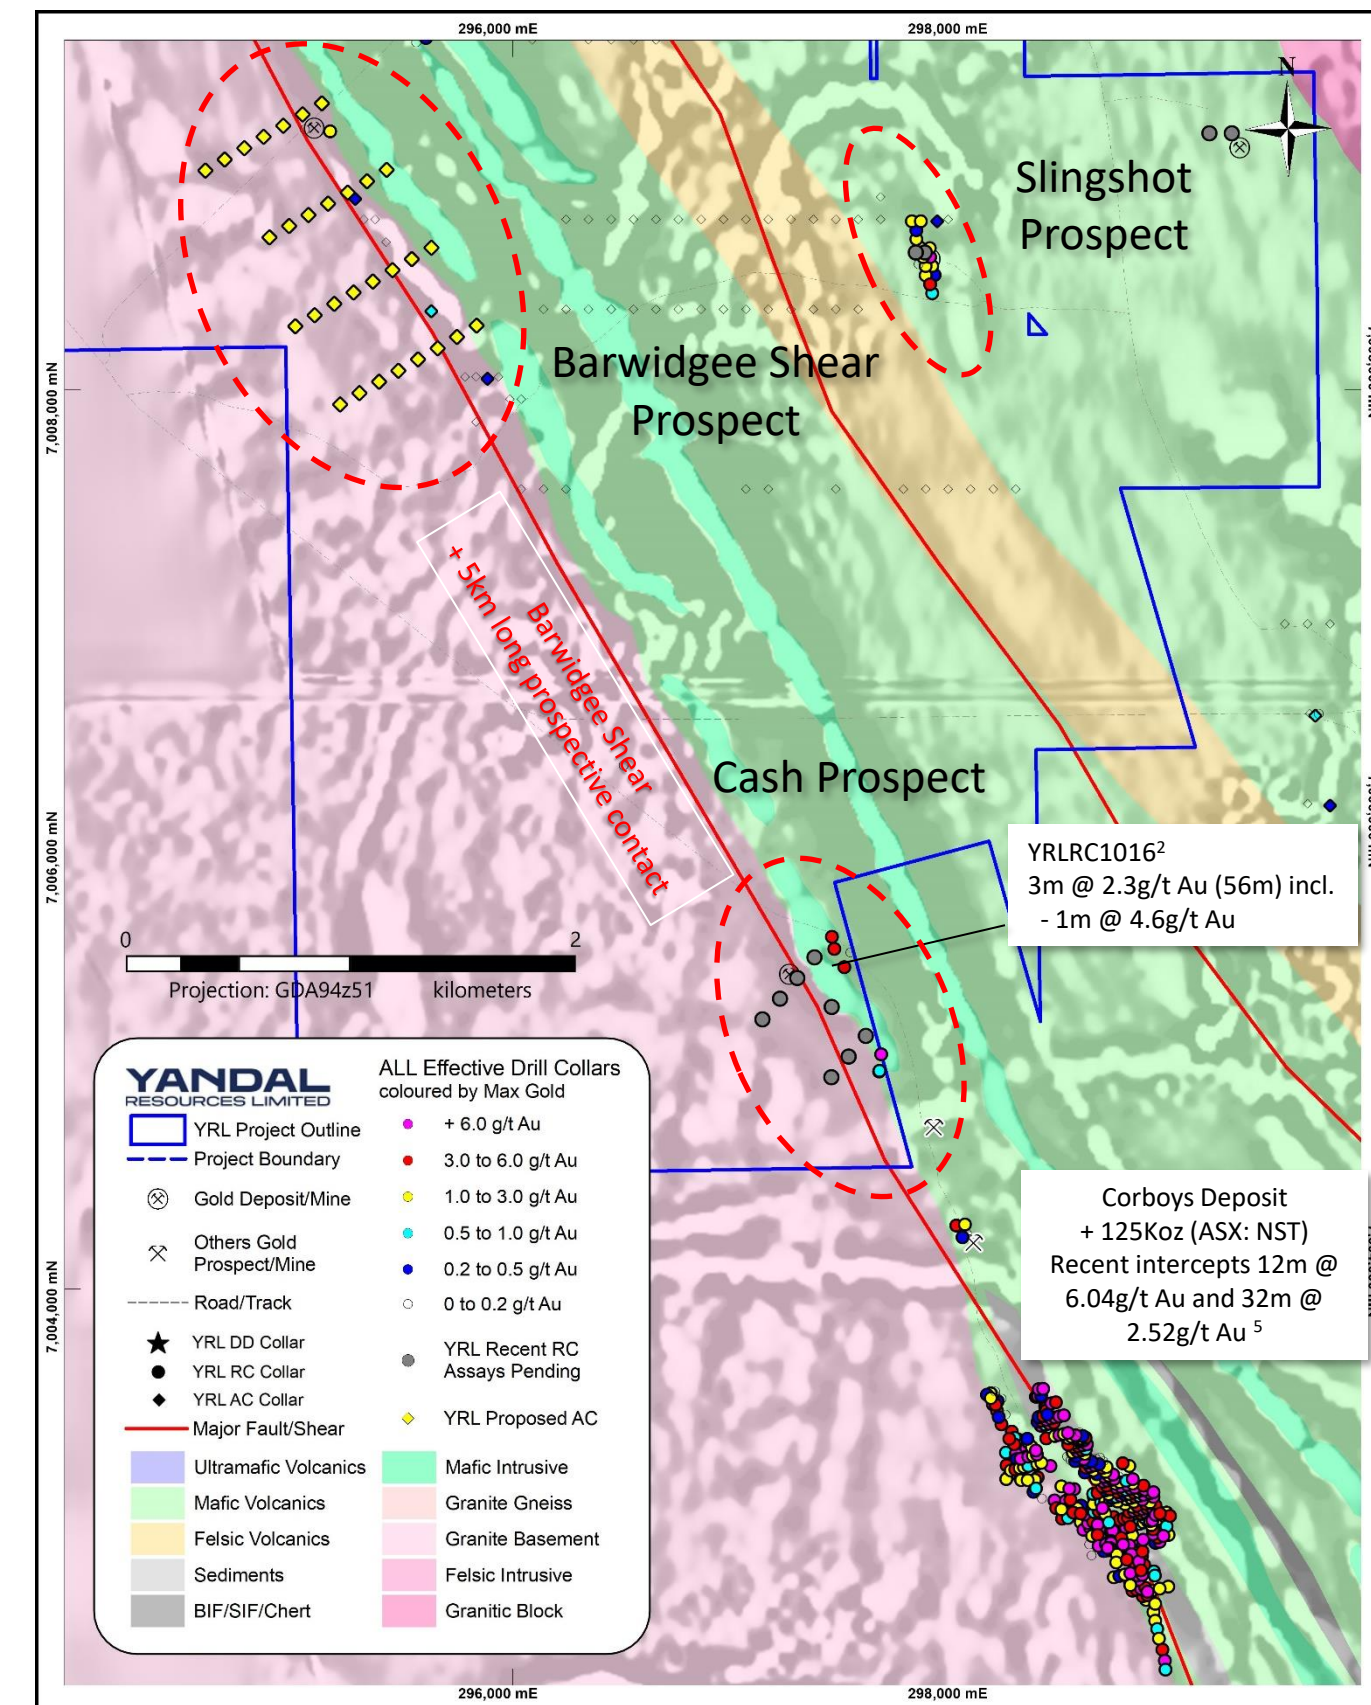 296,000 mE
298,000 mE
N
Slingshot
Prospect
Barwidgee Shear
Prospect
7,008,000 mN
Barwidgee Shear
+ 5km long prospective contact
Cash Prospect
7,006,000 mN
YRLRC1016²
3m @ 2.3g/t Au (56m) incl.
- 1m @ 4.6g/t Au
0 2
Projection: GDA94z51 kilometers
YANDAL
RESOURCES LIMITED
YRL Project Outline
Project Boundary
Gold Deposit/Mine
Others Gold
Prospect/Mine
Road/Track
YRL DD Collar
YRL RC Collar
YRL AC Collar
Major Fault/Shear
Ultramafic Volcanics
Mafic Volcanics
Felsic Volcanics
Sediments
BIF/SIF/Chert
ALL Effective Drill Collars
coloured by Max Gold
+ 6.0 g/t Au
3.0 to 6.0 g/t Au
1.0 to 3.0 g/t Au
0.5 to 1.0 g/t Au
0.2 to 0.5 g/t Au
0 to 0.2 g/t Au
YRL Recent RC
Assays Pending
YRL Proposed AC
Mafic Intrusive
Granite Gneiss
Granite Basement
Felsic Intrusive
Granitic Block
Corboys Deposit
+ 125Koz (ASX: NST)
Recent intercepts 12m @
6.04g/t Au and 32m @
2.52g/t Au ⁵
7,004,000 mN
296,000 mE
298,000 mE